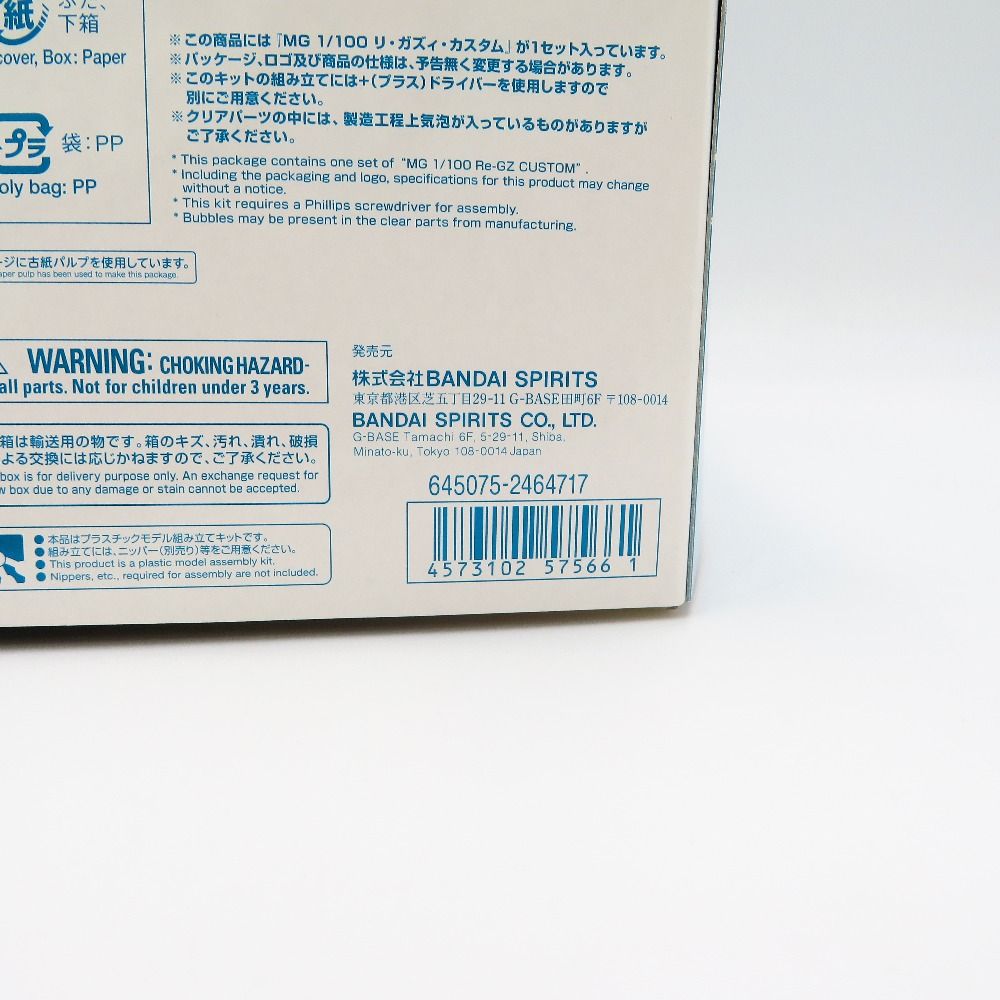 紙
下箱
cover, Box: Paper
プラ
袋：PP
oly bag: PP
※この商品には『MG 1/100 リ・ガズィ・カスタム』が1セット入っています。
※パッケージ、ロゴ及び商品の仕様は、予告無く変更する場合があります。
※このキットの組み立てには＋(プラス)ドライバーを使用しますので
別にご用意ください。
※クリアパーツの中には、製造工程上気泡が入っているものがありますが
ご了承ください。
* This package contains one set of "MG 1/100 Re-GZ CUSTOM".
* Including the packaging and logo, specifications for this product may change
without a notice.
* This kit requires a Phillips screwdriver for assembly.
* Bubbles may be present in the clear parts from manufacturing.
ージに古紙パルプを使用しています。
aper pulp has been used to make this package.
WARNING: CHOKING HAZARD-
all parts. Not for children under 3 years.
箱は輸送用の物です。箱のキズ、汚れ、潰れ、破損
よる交換には応じかねますので、ご了承ください。
box is for delivery purpose only. An exchange request for
w box due to any damage or stain cannot be accepted.
●本品はプラスチックモデル組み立てキットです。
●組み立てには、ニッパー(別売り)等をご用意ください。
● This product is a plastic model assembly kit.
● Nippers, etc., required for assembly are not included.
発売元
株式会社BANDAI SPIRITS
東京都港区芝五丁目29-11 G-BASE田町6F 〒108-0014
BANDAI SPIRITS CO., LTD.
G-BASE Tamachi 6F, 5-29-11, Shiba,
Minato-ku, Tokyo 108-0014 Japan
645075-2464717
4573102 57566 1